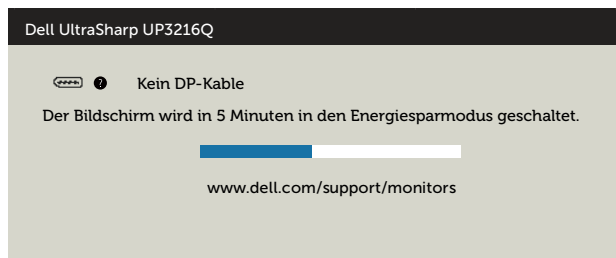 Dell UltraSharp UP3216Q
? Kein DP-Kable
Der Bildschirm wird in 5 Minuten in den Energiesparmodus geschaltet.
www.dell.com/support/monitors